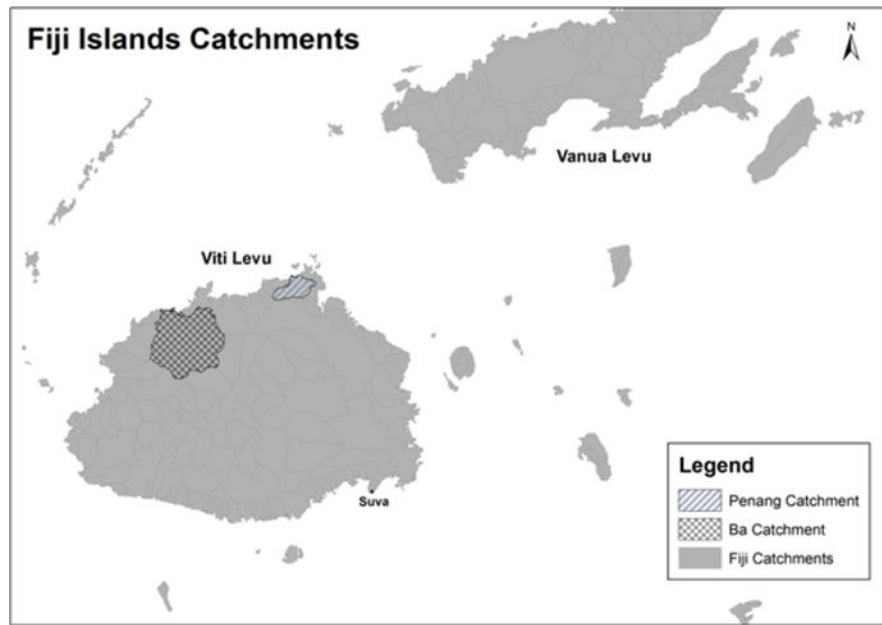 Fiji Islands Catchments
N
Vanua Levu
Viti Levu
Suva
Legend
Penang Catchment
Ba Catchment
Fiji Catchments